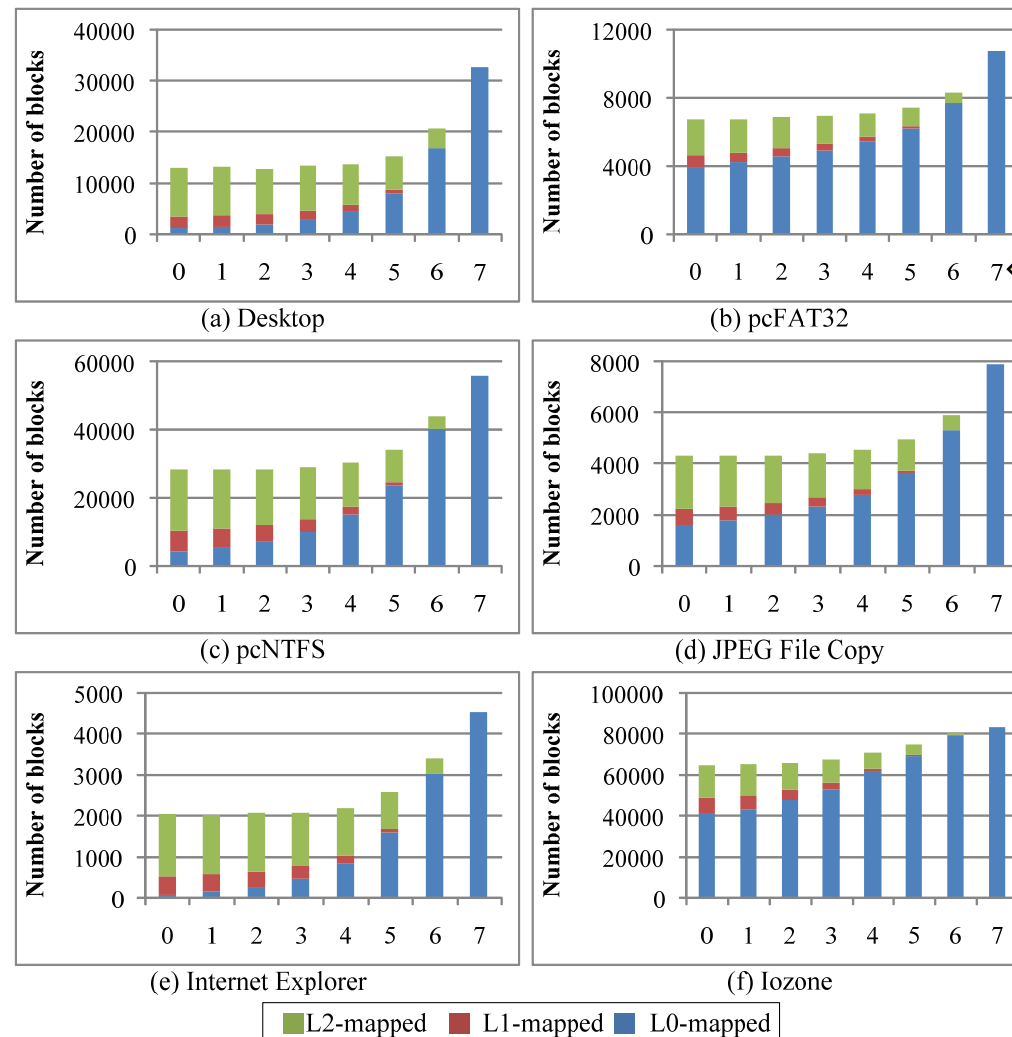 Number of blocks
40000
30000
20000
10000
0
0 1 2 3 4 5 6 7
(a) Desktop
Number of blocks
12000
8000
4000
0
0 1 2 3 4 5 6 7
(b) pcFAT32
Number of blocks
60000
40000
20000
0
0 1 2 3 4 5 6 7
(c) pcNTFS
Number of blocks
8000
6000
4000
2000
0
0 1 2 3 4 5 6 7
(d) JPEG File Copy
Number of blocks
5000
4000
3000
2000
1000
0
0 1 2 3 4 5 6 7
(e) Internet Explorer
Number of blocks
100000
80000
60000
40000
20000
0
0 1 2 3 4 5 6 7
(f) Iozone
L2-mapped L1-mapped L0-mapped